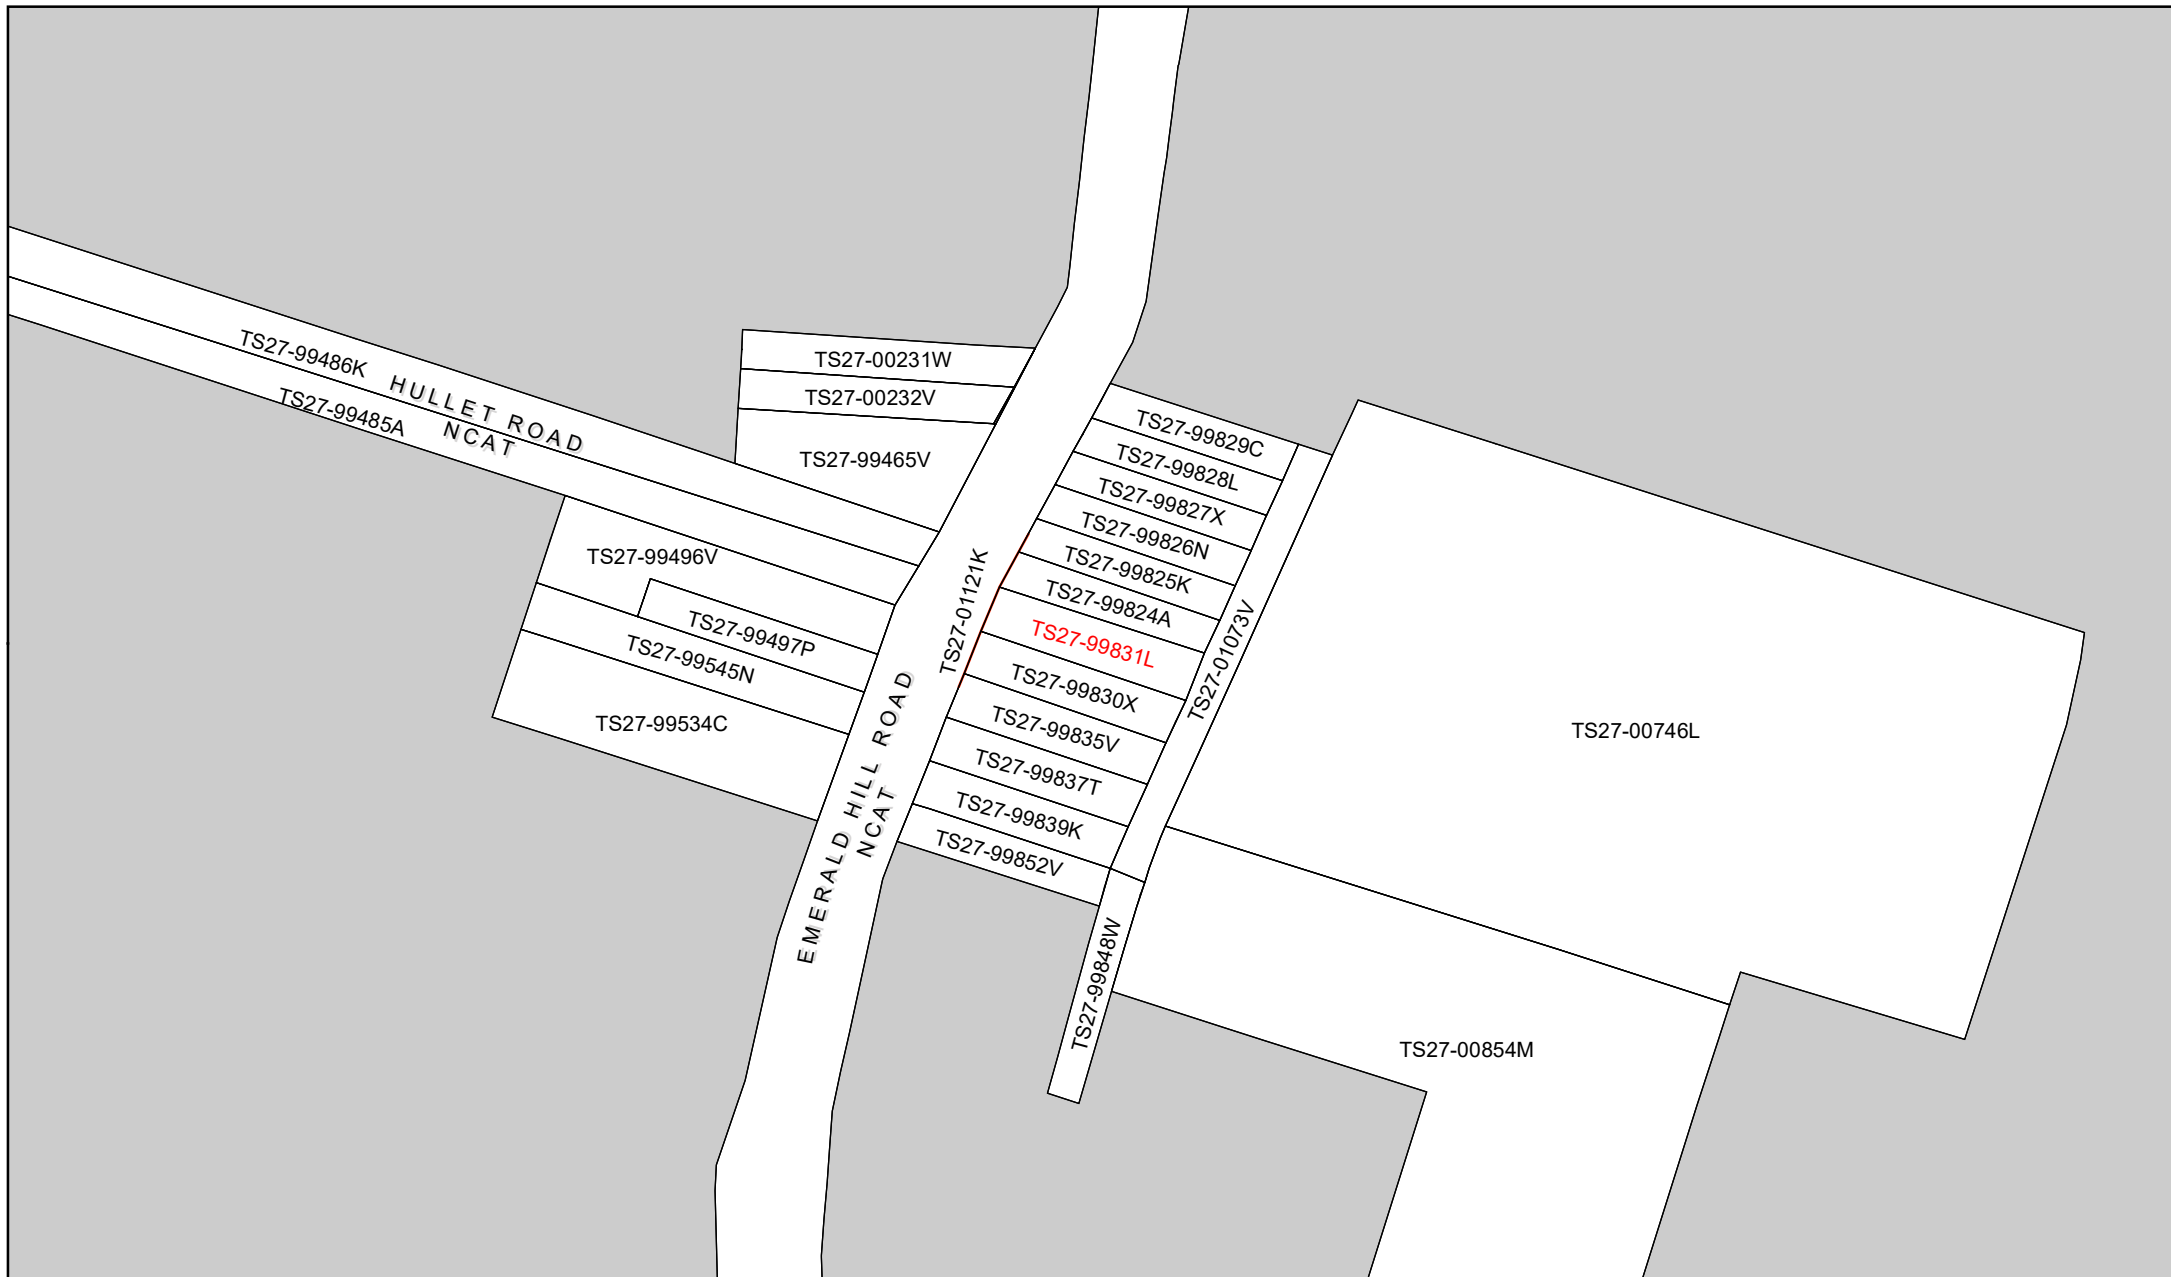 TS27-99486K
HULLET ROAD
TS27-99485A
NCAT
TS27-00231W
TS27-00232V
TS27-99465V
TS27-99496V
TS27-99497P
TS27-99545N
TS27-99534C
EMERALD HILL ROAD
NCAT
TS27-01121K
TS27-99829C
TS27-99828L
TS27-99827X
TS27-99826N
TS27-99825K
TS27-99824A
TS27-99831L
TS27-99830X
TS27-99835V
TS27-99837T
TS27-99839K
TS27-99852V
TS27-01073V
TS27-99848W
TS27-00746L
TS27-00854M